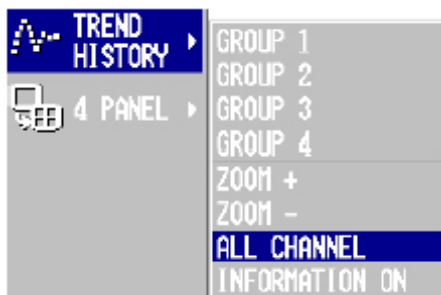 TREND
HISTORY
4 PANEL
GROUP 1
GROUP 2
GROUP 3
GROUP 4
ZOOM +
ZOOM -
ALL CHANNEL
INFORMATION ON